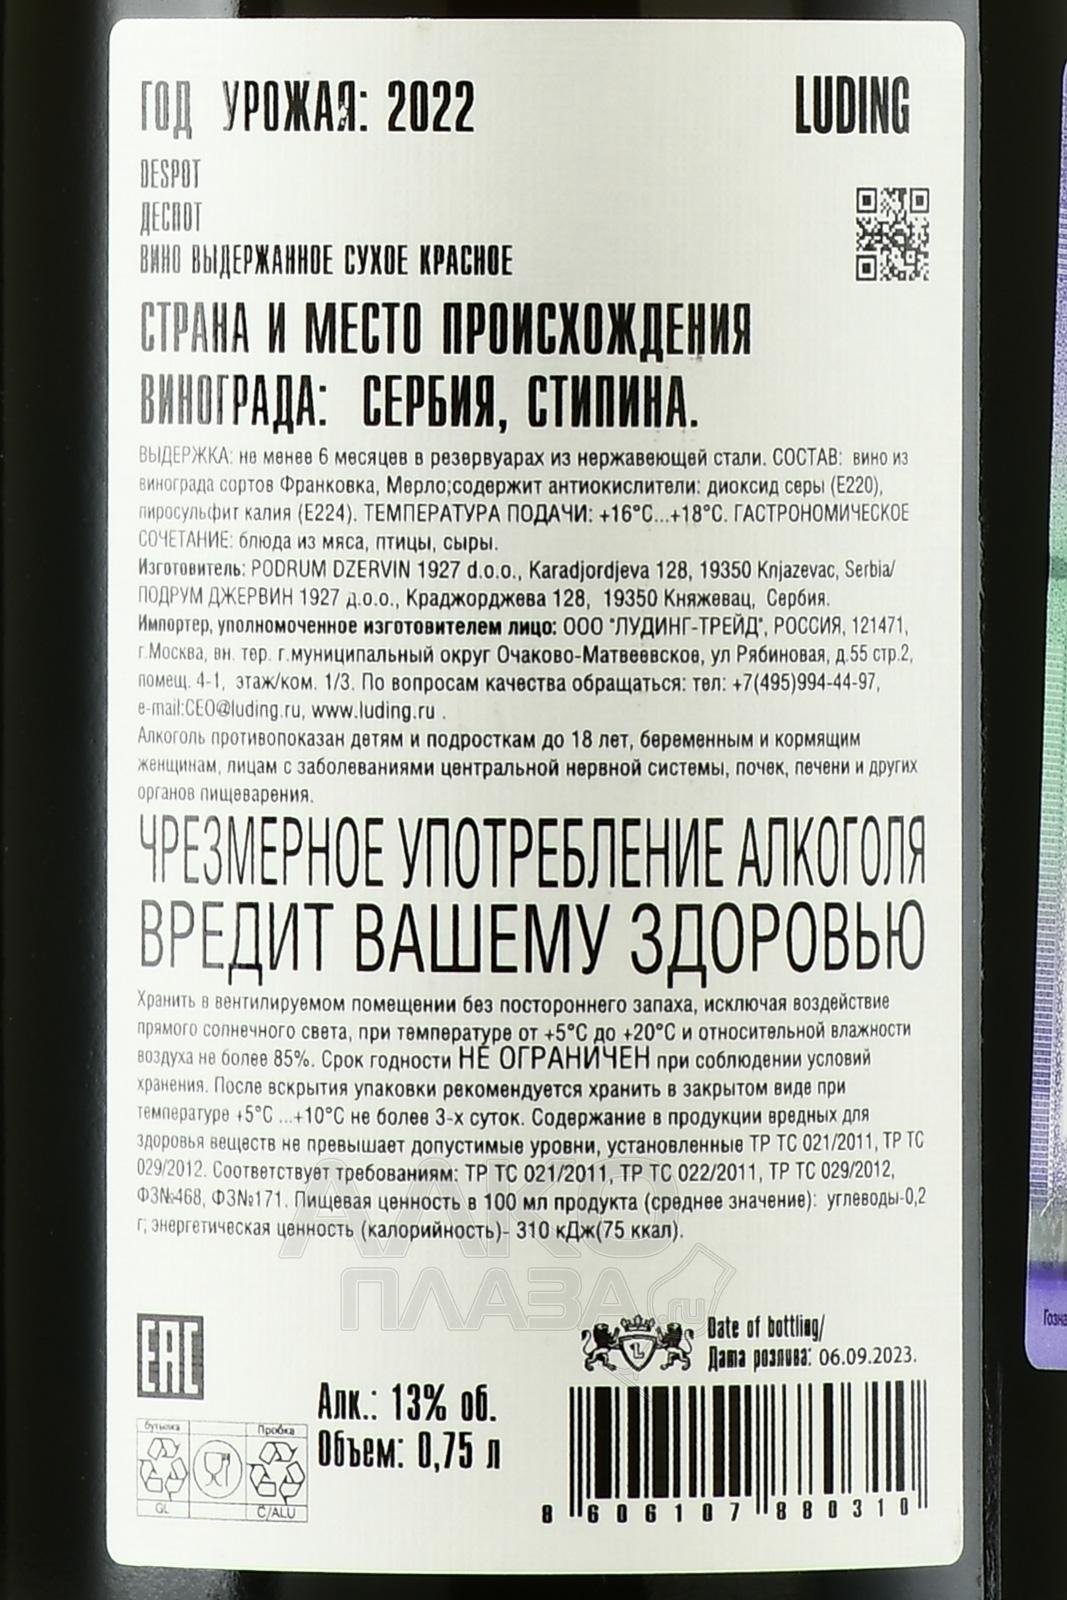 ГОД УРОЖАЯ: 2022
LUDING
DESPOT
ДЕСПОТ
ВИНО ВЫДЕРЖАННОЕ СУХОЕ КРАСНОЕ
СТРАНА И МЕСТО ПРОИСХОЖДЕНИЯ
ВИНОГРАДА: СЕРБИЯ, СТИПИНА.
ВЫДЕРЖКА: не менее 6 месяцев в резервуарах из нержавеющей стали. СОСТАВ: вино из
винограда сортов Франковка, Мерло;содержит антиокислители: диоксид серы (Е220),
пиросульфит калия (Е224). ТЕМПЕРАТУРА ПОДАЧИ: +16°С...+18°С. ГАСТРОНОМИЧЕСКОЕ
СОЧЕТАНИЕ: блюда из мяса, птицы, сыры.
Изготовитель: PODRUM DZERVIN 1927 d.o.o., Karadjordjeva 128, 19350 Knjazevac, Serbia/
ПОДРУМ ДЖЕРВИН 1927 д.о.о., Краджорджева 128, 19350 Княжевац, Сербия.
Импортер, уполномоченное изготовителем лицо: ООО "ЛУДИНГ-ТРЕЙД", РОССИЯ, 121471,
г.Москва, вн. тер. г.муниципальный округ Очаково-Матвеевское, ул Рябиновая, д.55 стр.2,
помещ. 4-1, этаж/ком. 1/3. По вопросам качества обращаться: тел: +7(495)994-44-97,
e-mail:CEO@luding.ru, www.luding.ru .
Алкоголь противопоказан детям и подросткам до 18 лет, беременным и кормящим
женщинам, лицам с заболеваниями центральной нервной системы, почек, печени и других
органов пищеварения.
ЧРЕЗМЕРНОЕ УПОТРЕБЛЕНИЕ АЛКОГОЛЯ
ВРЕДИТ ВАШЕМУ ЗДОРОВЬЮ
Хранить в вентилируемом помещении без постороннего запаха, исключая воздействие
прямого солнечного света, при температуре от +5°С до +20°С и относительной влажности
воздуха не более 85%. Срок годности НЕ ОГРАНИЧЕН при соблюдении условий
хранения. После вскрытия упаковки рекомендуется хранить в закрытом виде при
температуре +5°С ...+10°С не более 3-х суток. Содержание в продукции вредных для
здоровья веществ не превышает допустимые уровни, установленные ТР ТС 021/2011, ТР ТС
029/2012. Соответствует требованиям: ТР ТС 021/2011, ТР ТС 022/2011, ТР ТС 029/2012,
ФЗ№468, ФЗ№171. Пищевая ценность в 100 мл продукта (среднее значение): углеводы-0,2
г; энергетическая ценность (калорийность)- 310 кДж(75 ккал).
АЛКО
ПЛАЗА.ru
EAC
L
Date of bottling/
Дата розлива: 06.09.2023.
Алк.: 13% об.
Объем: 0,75 л
бутылка
Пробка
GL
C/ALU
8 606107 880310
Гозна